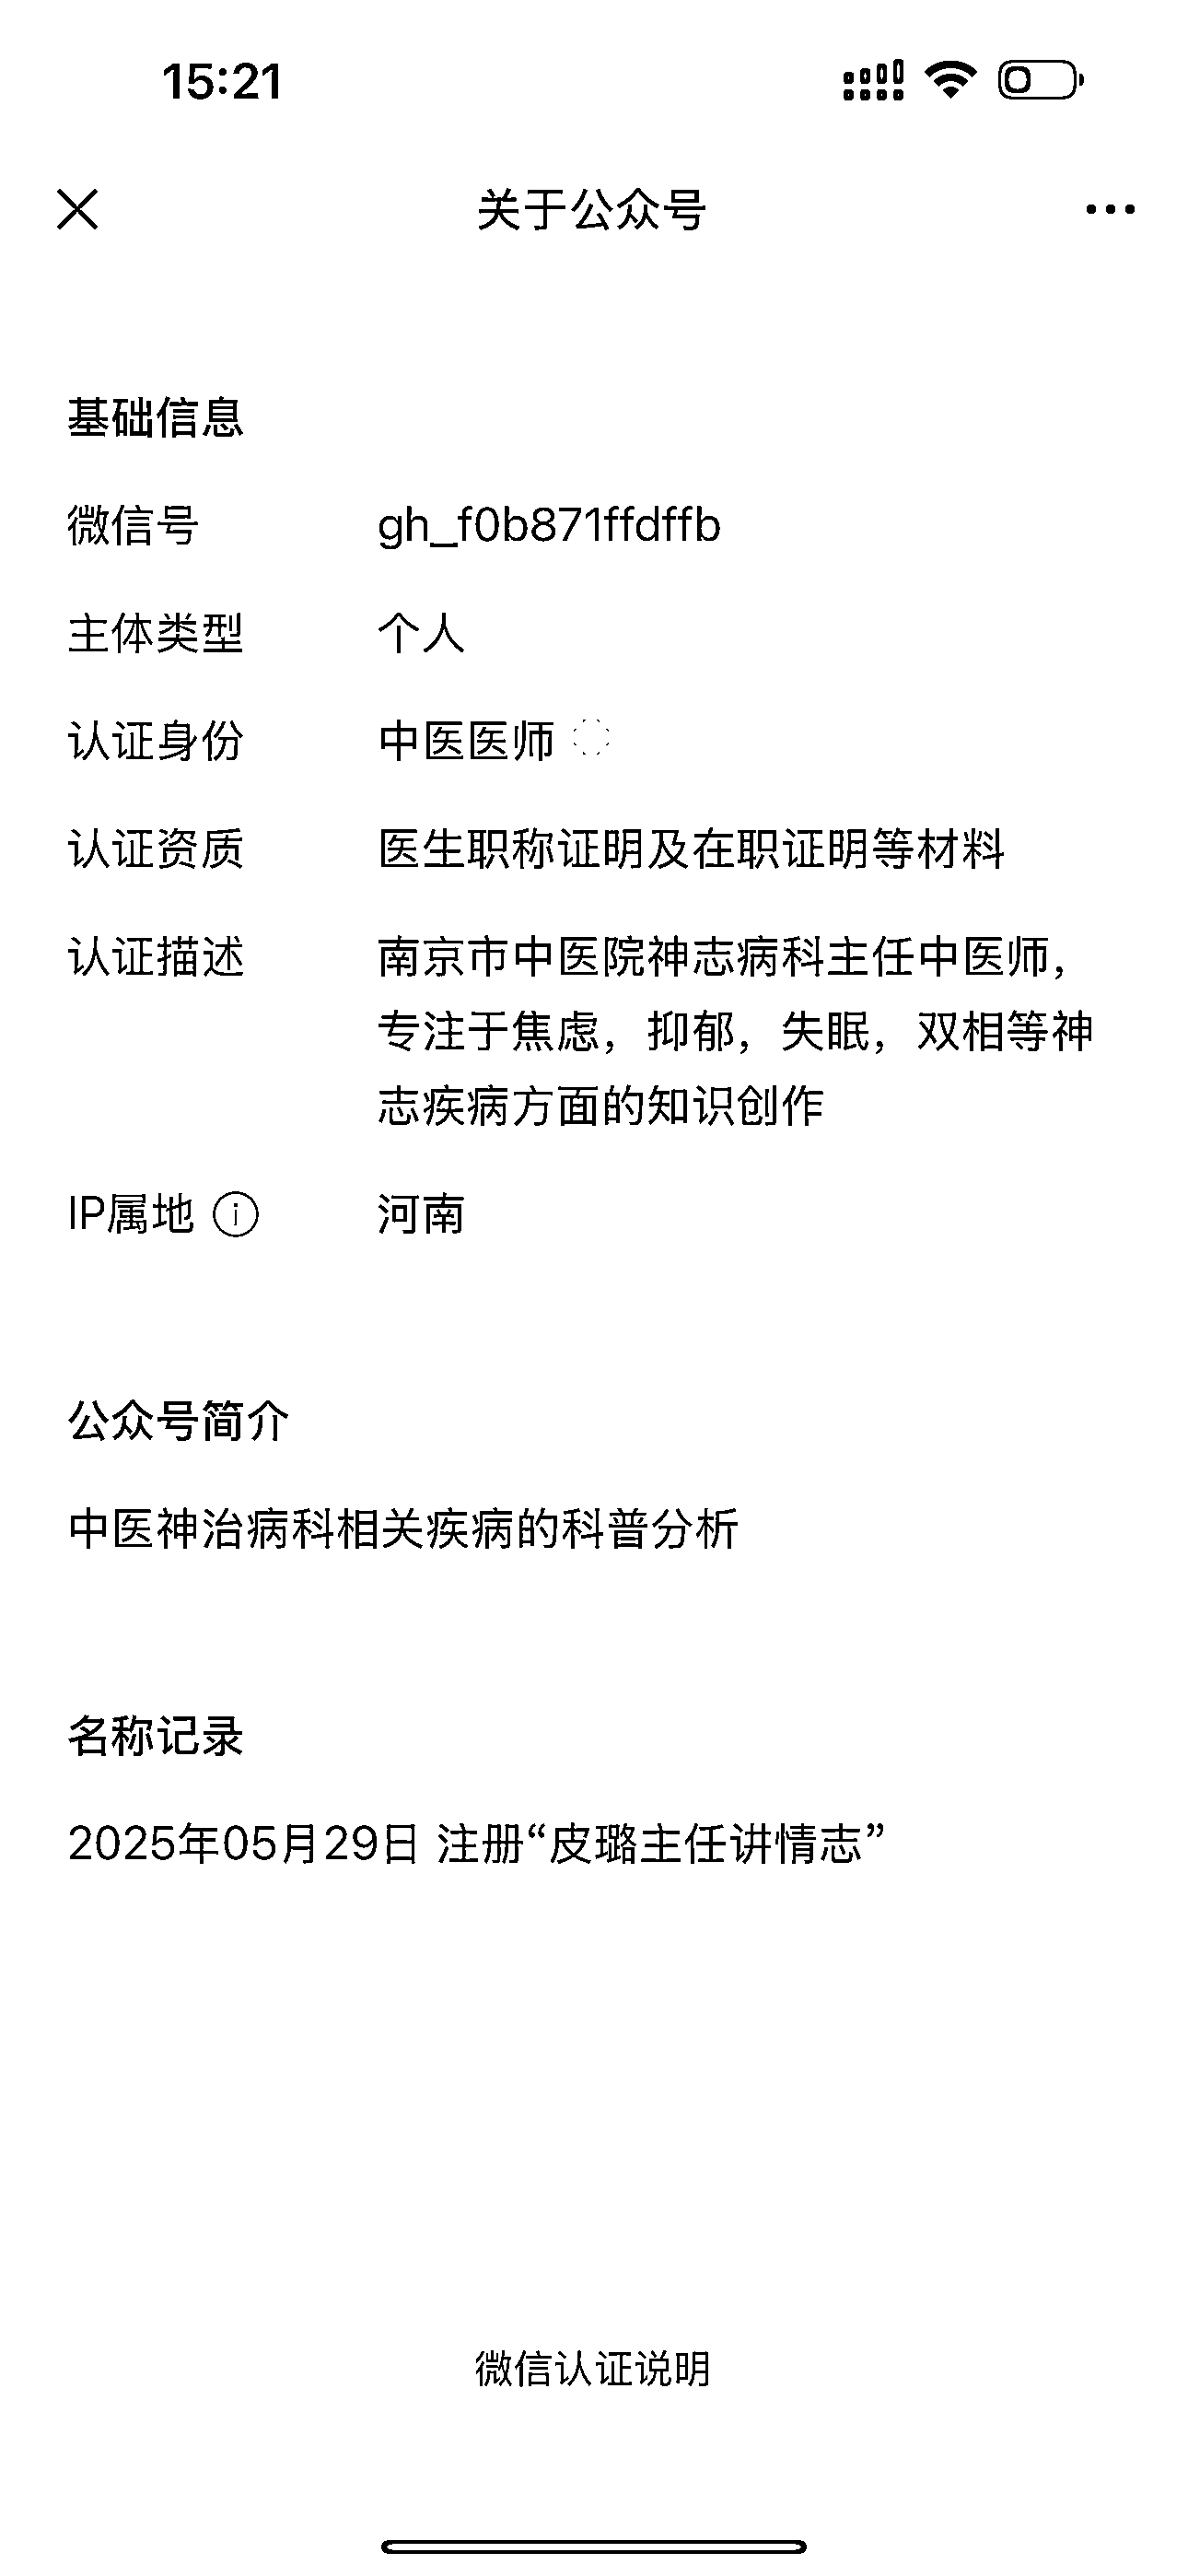 15:21
关于公众号
基础信息
微信号 gh_f0b871ffdffb
主体类型 个人
认证身份 中医医师
认证资质 医生职称证明及在职证明等材料
认证描述 南京市中医院神志病科主任中医师，
专注于焦虑，抑郁，失眠，双相等神
志疾病方面的知识创作
IP属地 河南
公众号简介
中医神治病科相关疾病的科普分析
名称记录
2025年05月29日 注册“皮璐主任讲情志”
微信认证说明